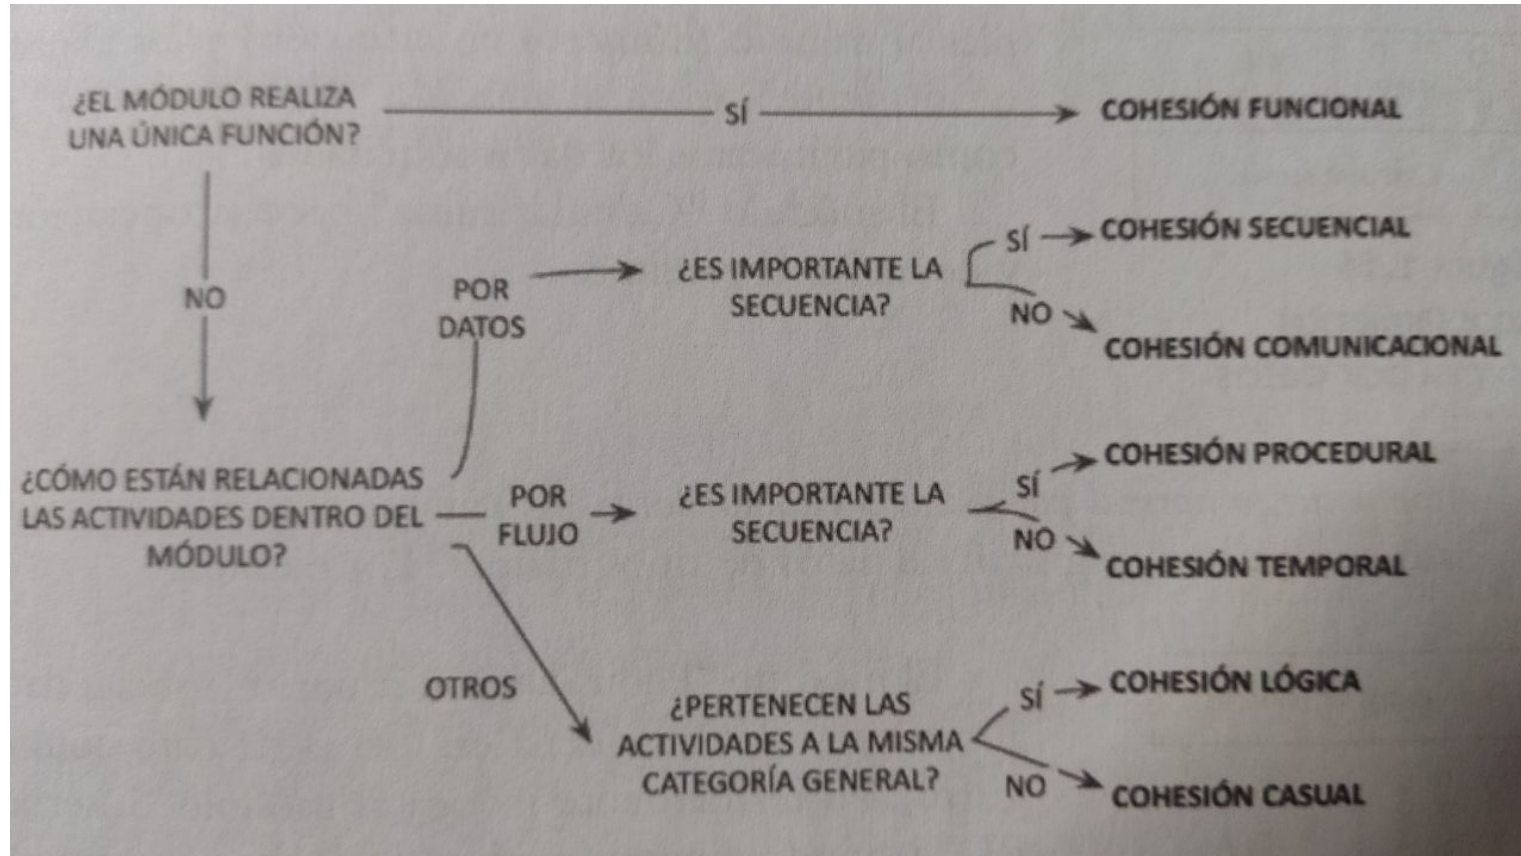 ¿EL MÓDULO REALIZA
UNA ÚNICA FUNCIÓN?
SÍ
COHESIÓN FUNCIONAL
NO
POR
DATOS
¿ES IMPORTANTE LA
SECUENCIA?
SÍ
COHESIÓN SECUENCIAL
NO
COHESIÓN COMUNICACIONAL
¿CÓMO ESTÁN RELACIONADAS
LAS ACTIVIDADES DENTRO DEL
MÓDULO?
POR
FLUJO
¿ES IMPORTANTE LA
SECUENCIA?
SÍ
COHESIÓN PROCEDURAL
NO
COHESIÓN TEMPORAL
OTROS
¿PERTENECEN LAS
ACTIVIDADES A LA MISMA
CATEGORÍA GENERAL?
SÍ
COHESIÓN LÓGICA
NO
COHESIÓN CASUAL